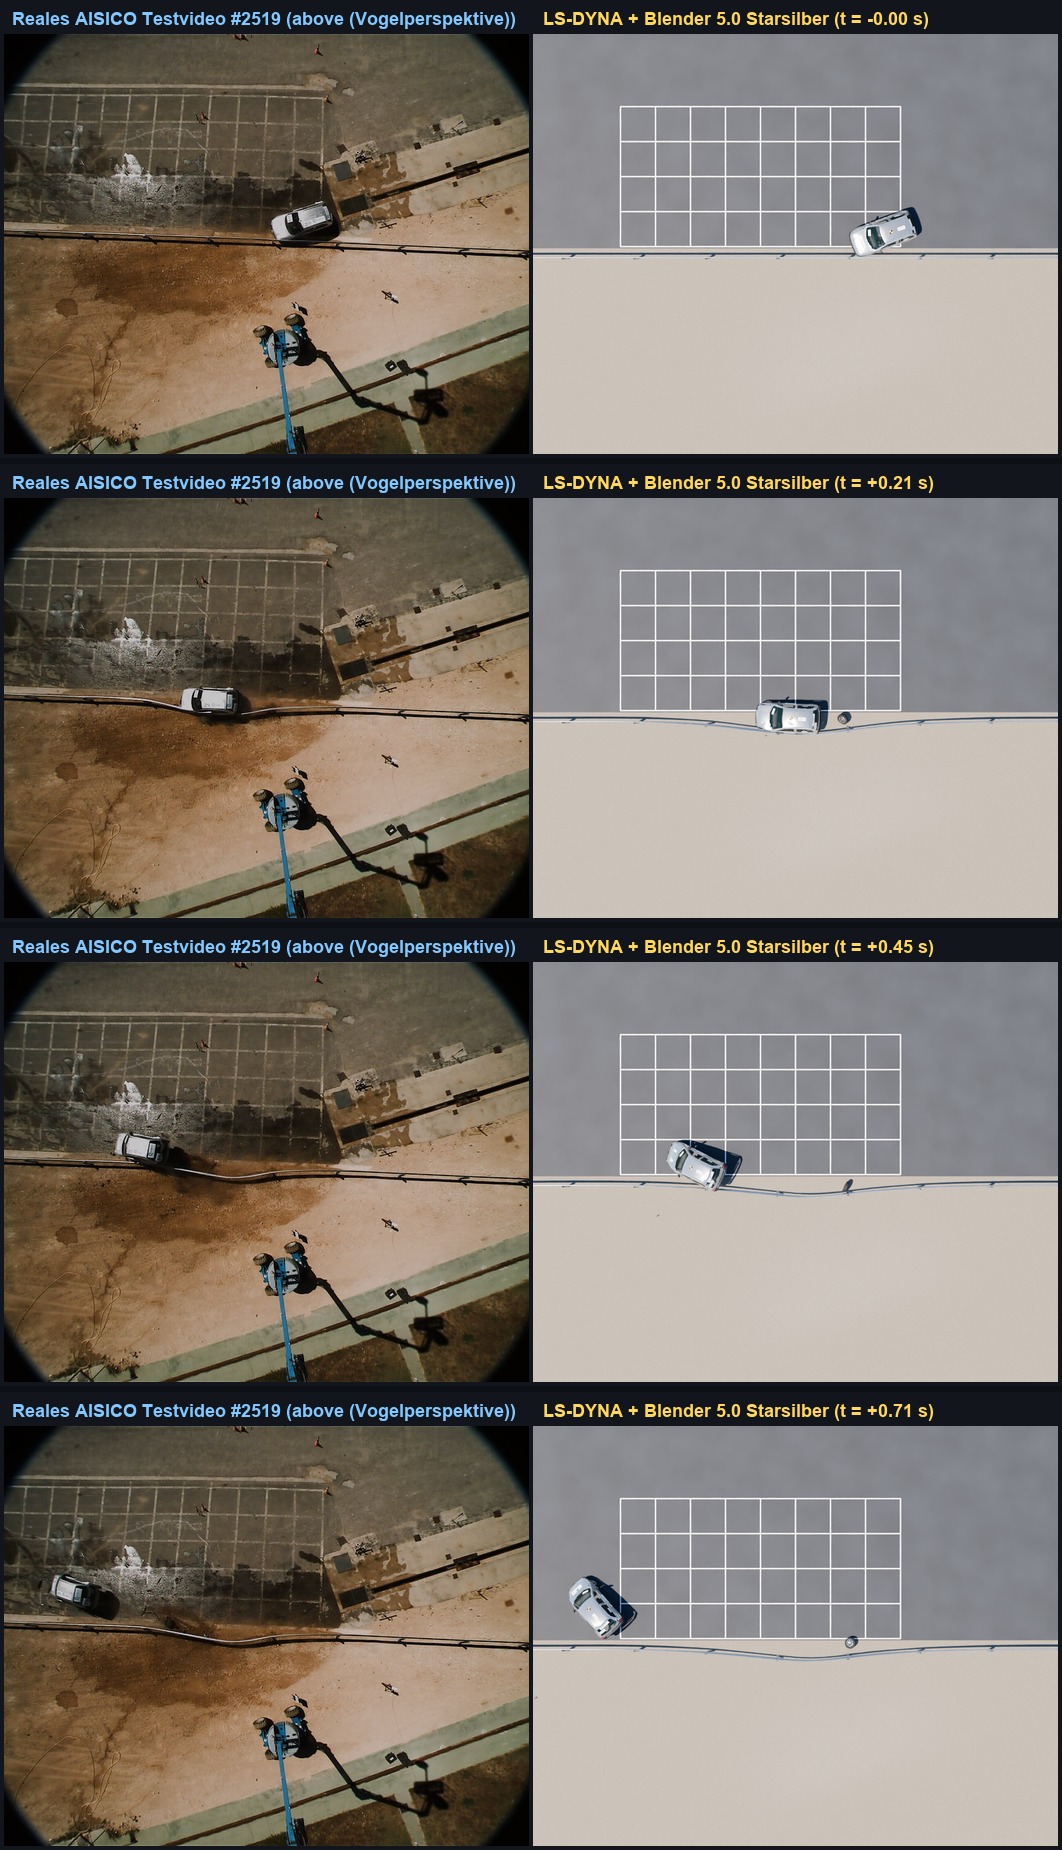 Reales AISICO Testvideo #2519 (above (Vogelperspektive))
LS-DYNA + Blender 5.0 Starsilber (t = -0.00 s)
Reales AISICO Testvideo #2519 (above (Vogelperspektive))
LS-DYNA + Blender 5.0 Starsilber (t = +0.21 s)
Reales AISICO Testvideo #2519 (above (Vogelperspektive))
LS-DYNA + Blender 5.0 Starsilber (t = +0.45 s)
Reales AISICO Testvideo #2519 (above (Vogelperspektive))
LS-DYNA + Blender 5.0 Starsilber (t = +0.71 s)